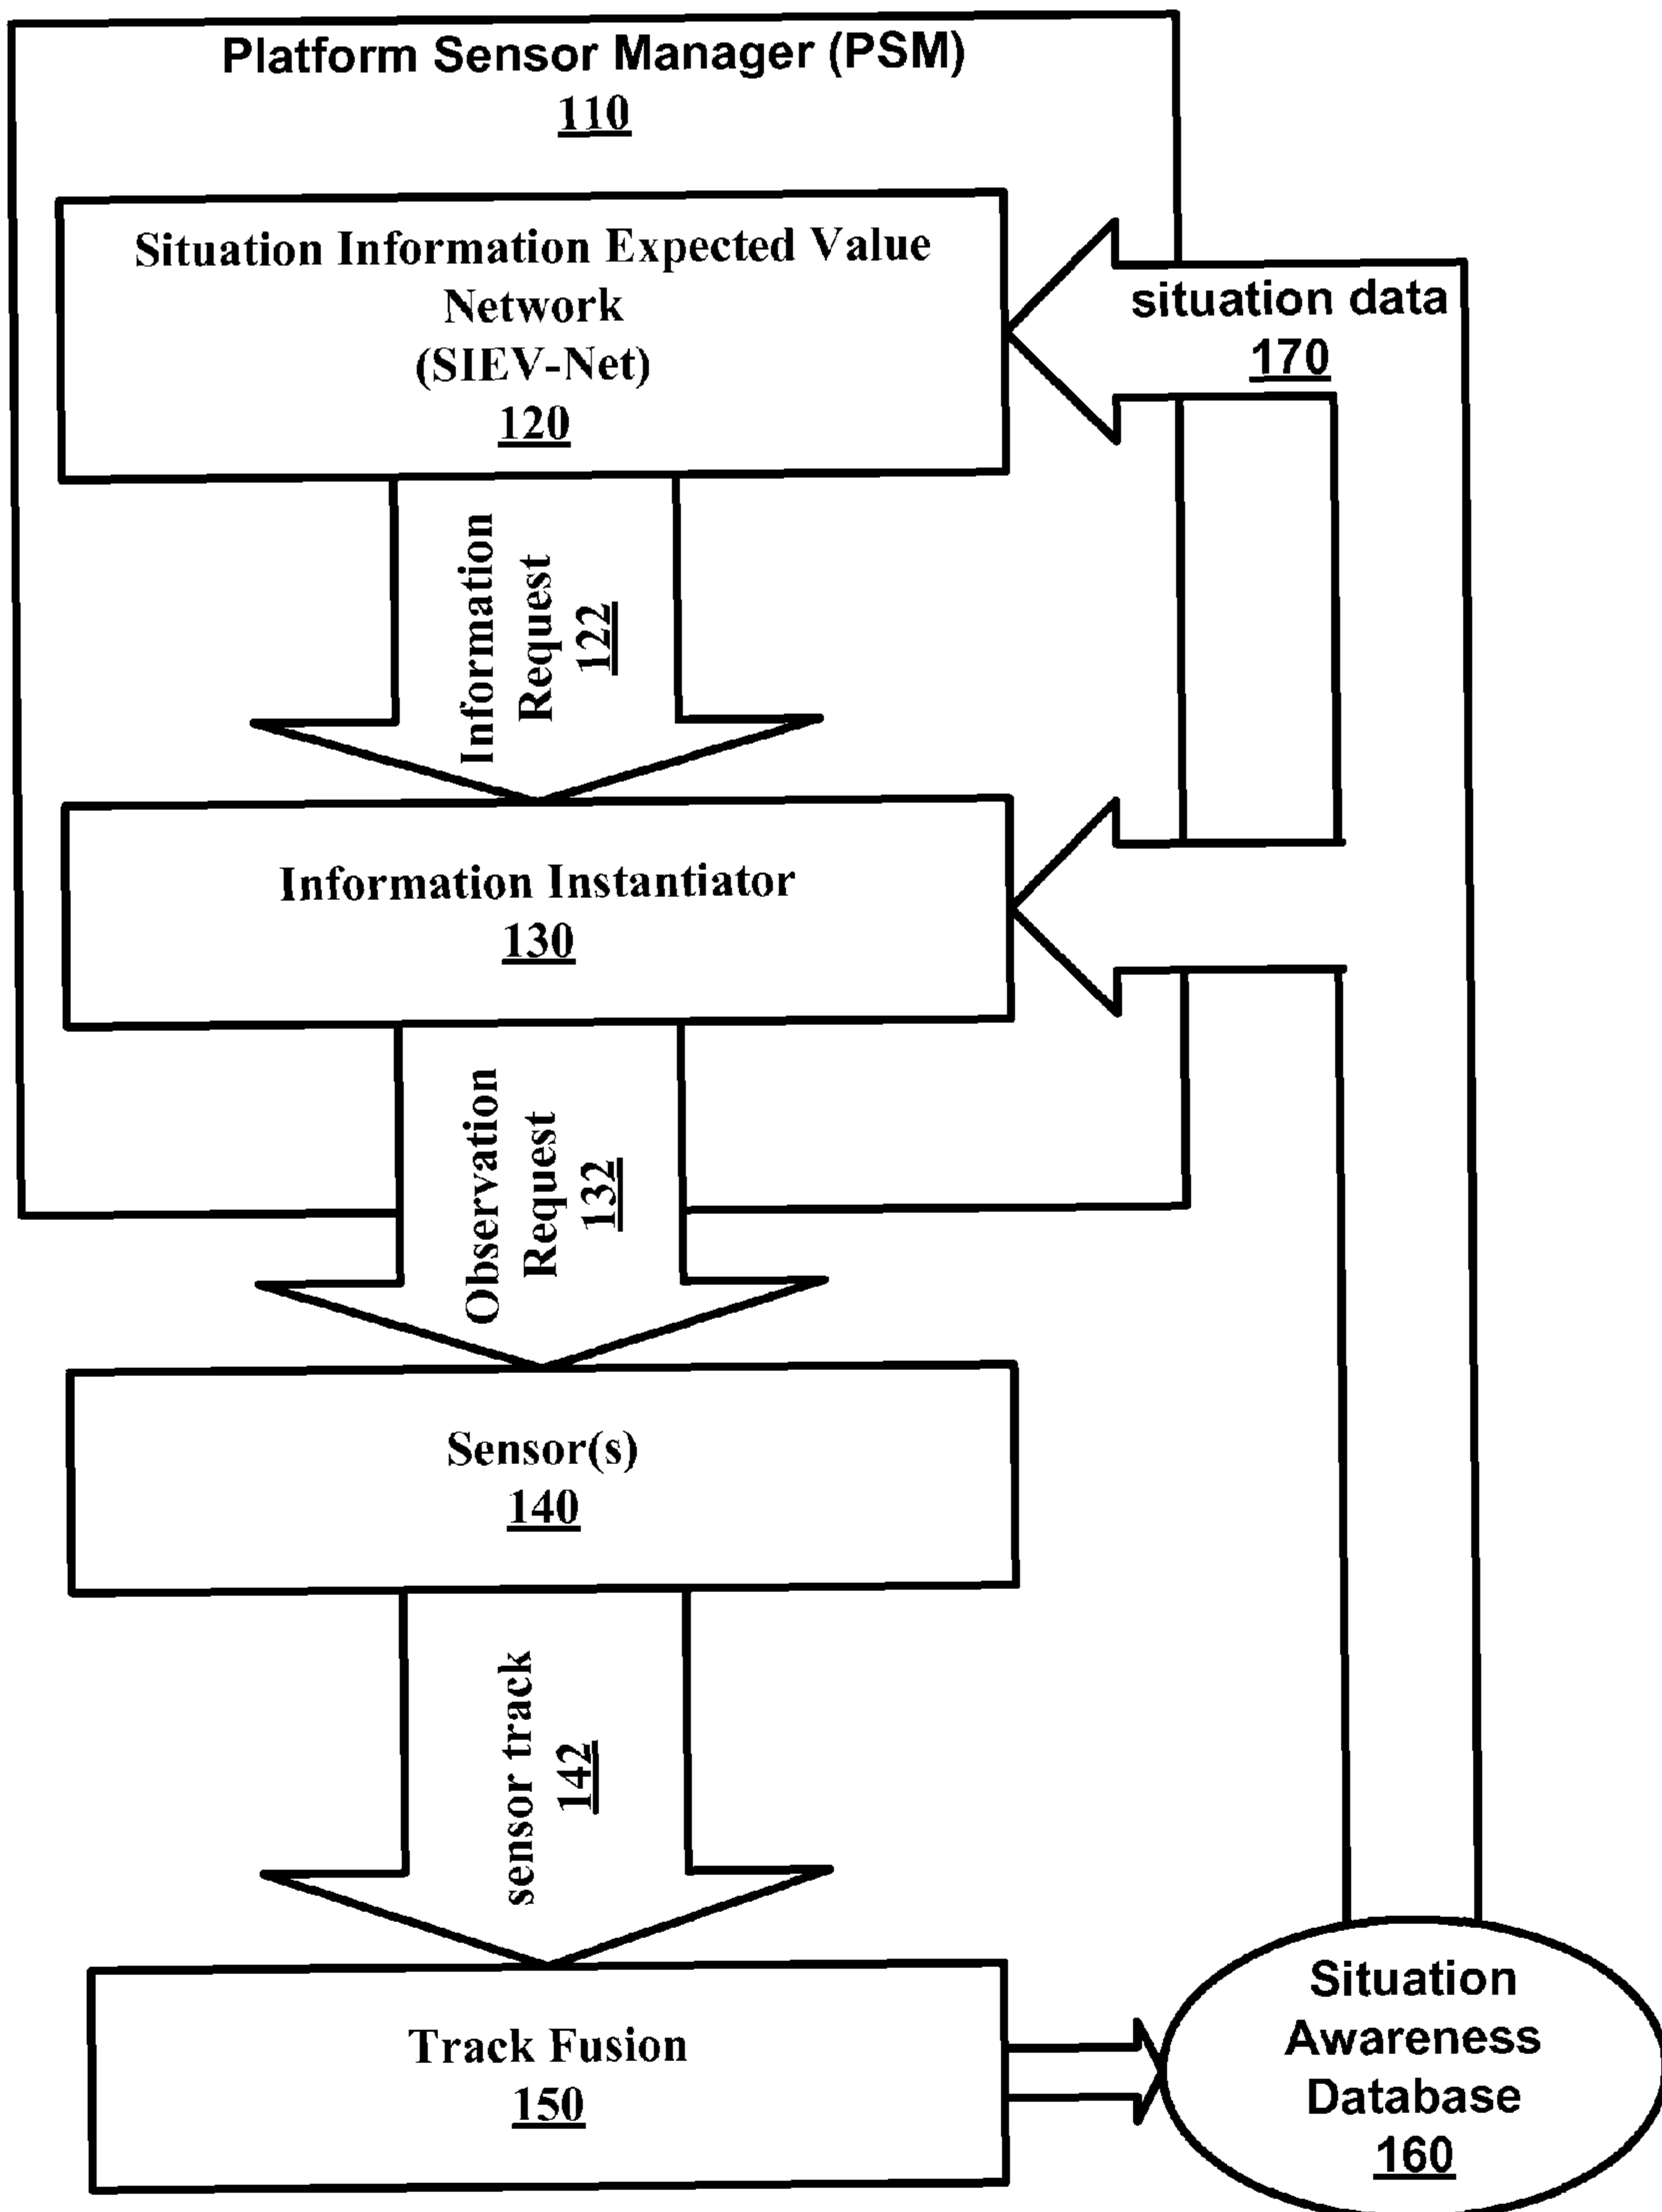 Platform Sensor Manager (PSM)
110
Situation Information Expected Value
Network
(SIEV-Net)
120
situation data
170
Information
Request
122
Information Instantiator
130
Observation
Request
132
Sensor(s)
140
sensor track
142
Track Fusion
150
Situation
Awareness
Database
160